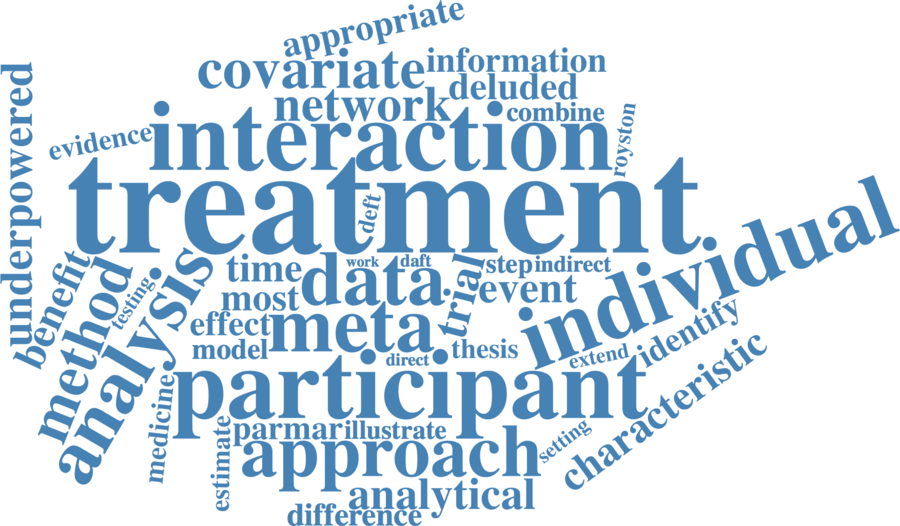 appropriate
covariate
information
deluded
network
combine
underpowered
evidence
interaction
royston
treatment
deft
individual
benefit
method
testing
analysis
time
data
work
daft
trial
step
indirect
most
event
effect
meta
identify
model
direct
thesis
extend
characteristic
medicine
participant
estimate
parmar
illustrate
approach
setting
analytical
difference